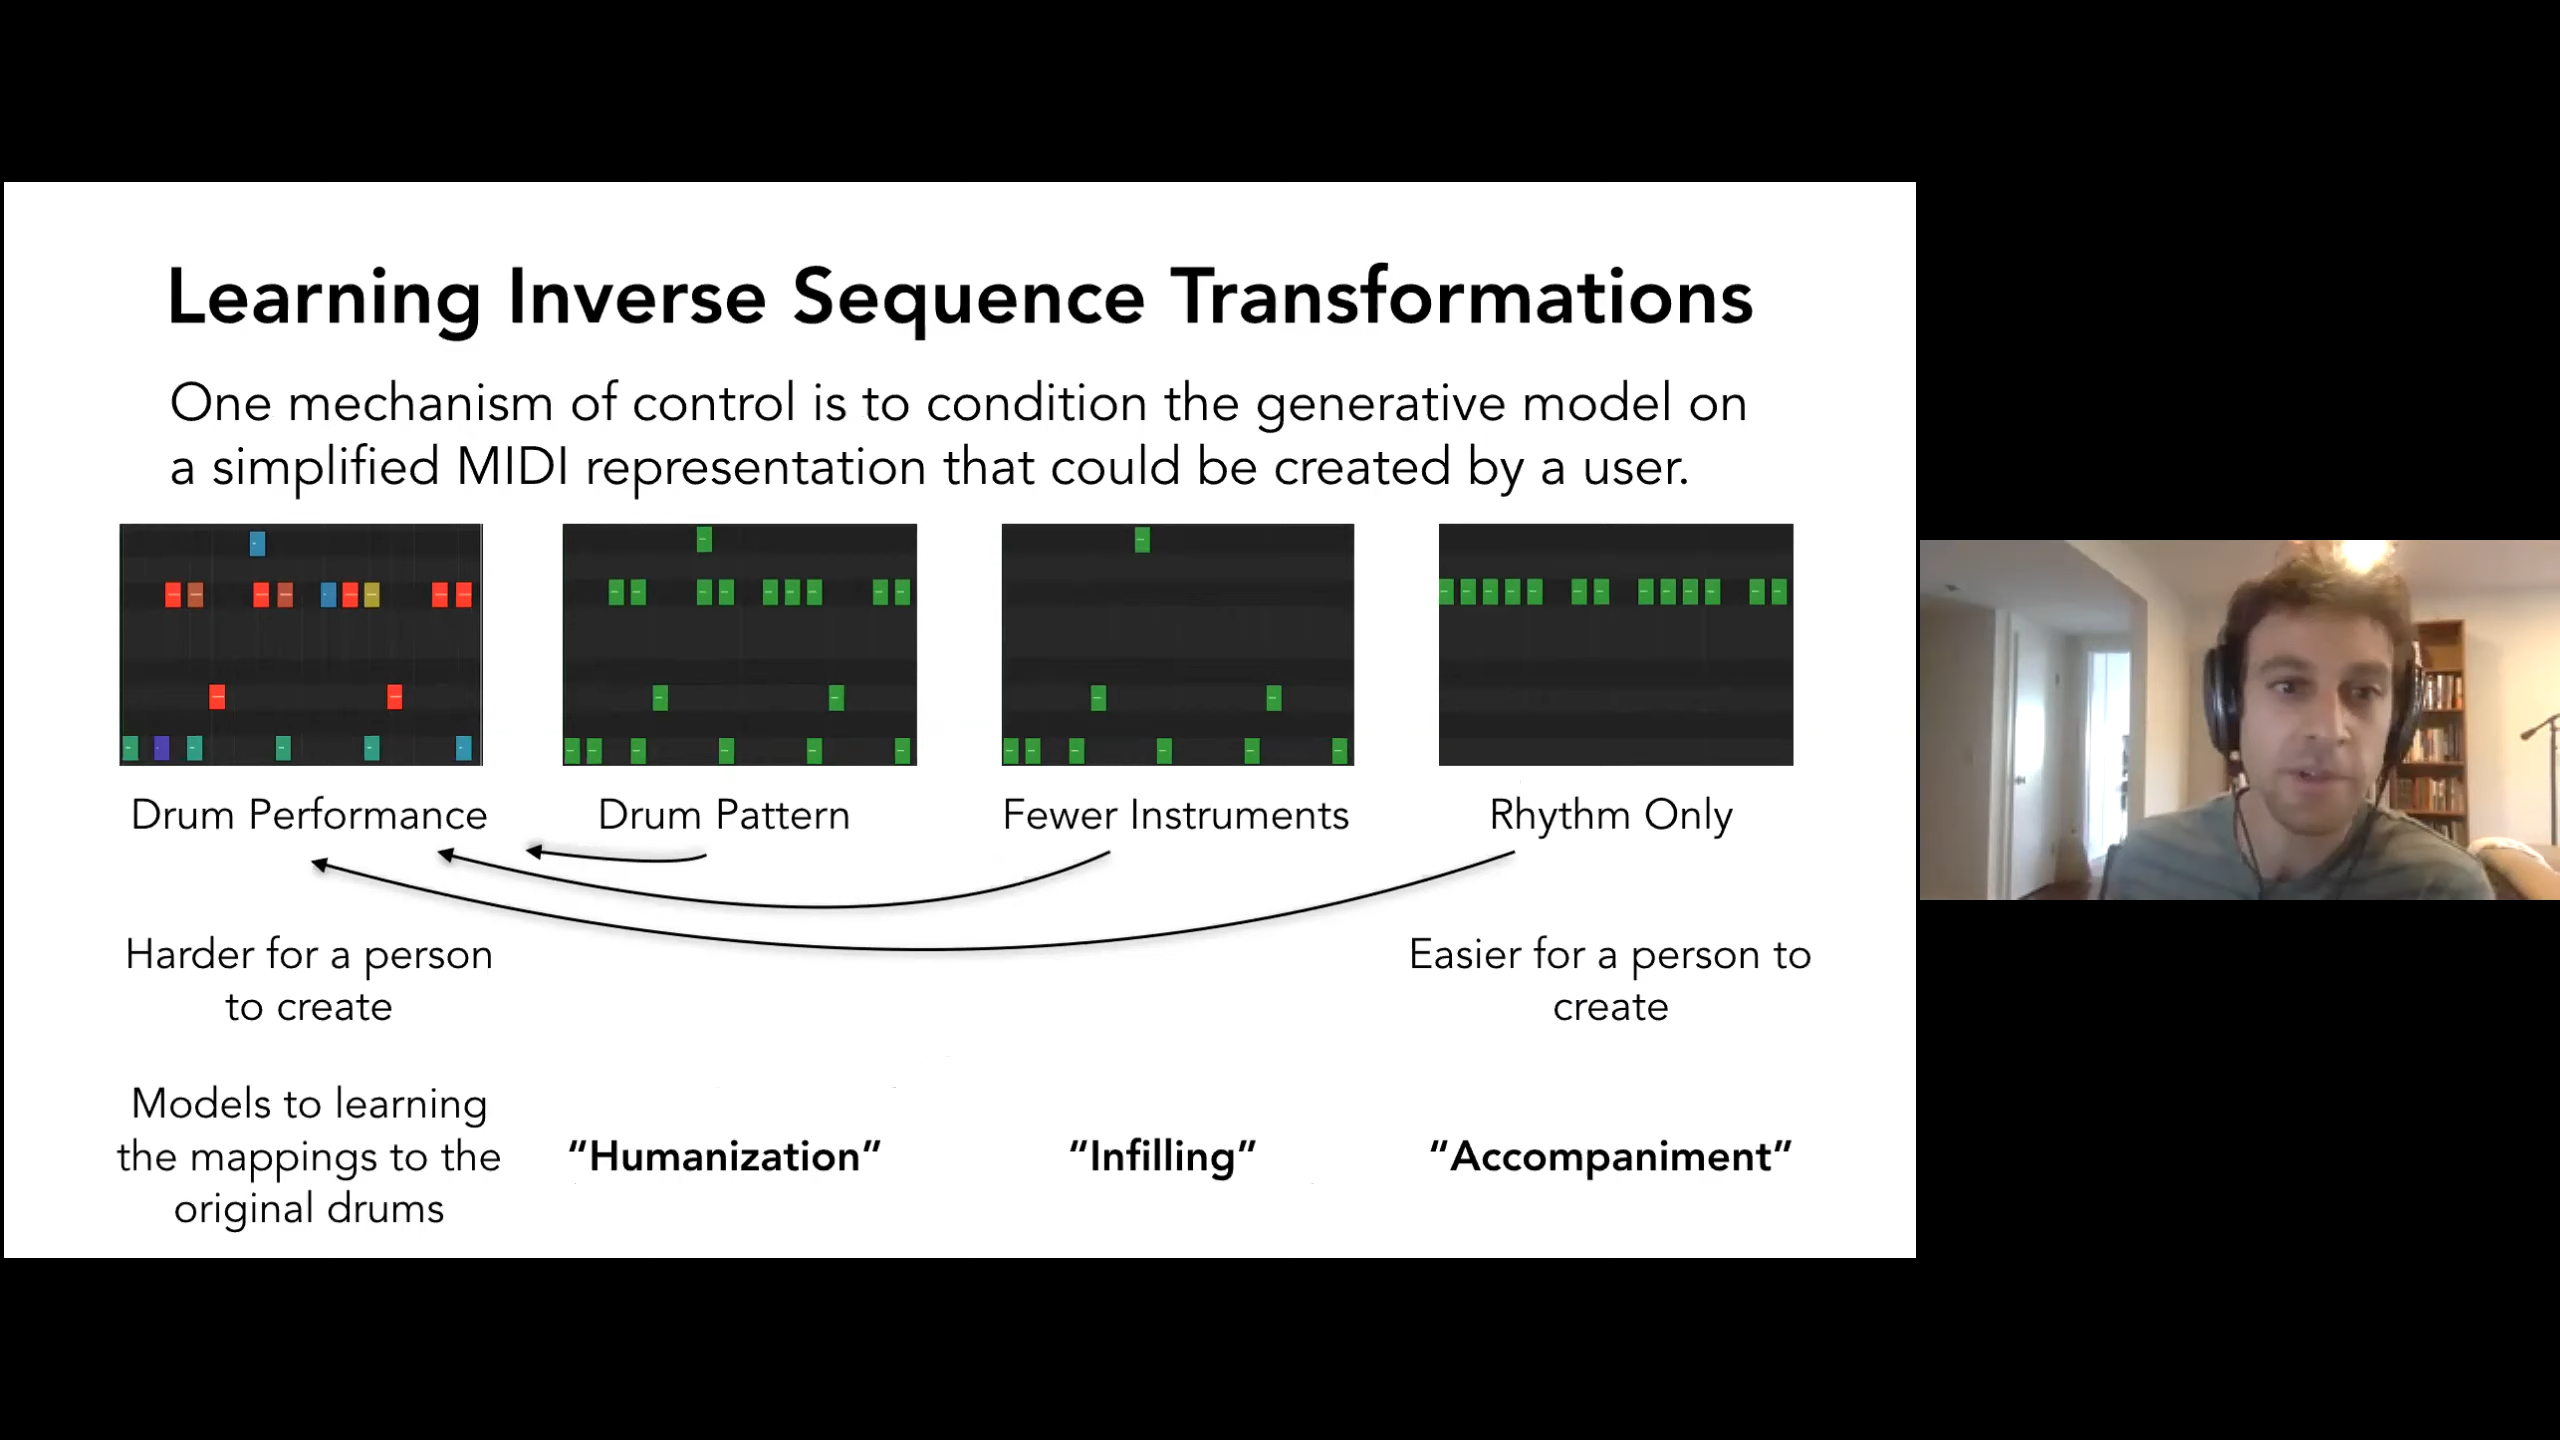 Learning Inverse Sequence Transformations
One mechanism of control is to condition the generative model on
a simplified MIDI representation that could be created by a user.
Drum Performance
Drum Pattern
Fewer Instruments
Rhythm Only
Harder for a person
to create
Easier for a person to
create
Models to learning
the mappings to the
original drums
“Humanization”
“Infilling”
“Accompaniment”